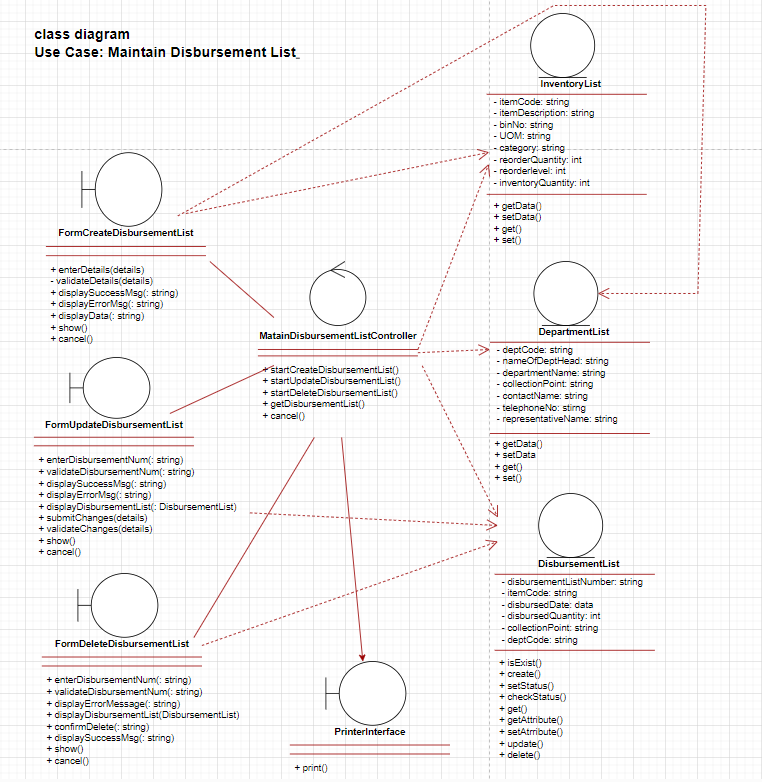 class diagram
Use Case: Maintain Disbursement List_
InventoryList
- itemCode: string
- itemDescription: string
- binNo: string
- UOM: string
- category: string
- reorderQuantity: int
- reorderlevel: int
- inventoryQuantity: int
+ getData()
+ setData()
+ get()
+ set()
FormCreateDisbursementList
+ enterDetails(details)
- validateDetails(details)
+ displaySuccessMsg(: string)
+ displayErrorMsg(: string)
+ displayData(: string)
+ show()
+ cancel()
MatainDisbursementListController
+ startCreateDisbursementList()
+ startUpdateDisbursementList()
+ startDeleteDisbursementList()
+ getDisbursementList()
+ cancel()
DepartmentList
- deptCode: string
- nameOfDeptHead: string
- departmentName: string
- collectionPoint: string
- contactName: string
- telephoneNo: stirng
- representativeName: string
+ getData()
+ setData
+ get()
+ set()
FormUpdateDisbursementList
+ enterDisbursementNum(: string)
+ validateDisbursementNum(: string)
+ displaySuccessMsg(: string)
+ displayErrorMsg(: string)
+ displayDisbursementList(: DisbursementList)
+ submitChanges(details)
+ validateChanges(details)
+ show()
+ cancel()
DisbursementList
- disbursementListNumber: string
- itemCode: string
- disbursedDate: data
- disbursedQuantity: int
- collectionPoint: string
- deptCode: string
+ isExist()
+ create()
+ setStatus()
+ checkStatus()
+ get()
+ getAttribute()
+ setAtrribute()
+ update()
+ delete()
FormDeleteDisbursementList
+ enterDisbursementNum(: string)
+ validateDisbursementNum(: string)
+ displayErrorMessage(: string)
+ displayDisbursementList(DisbursementList)
+ confirmDelete(: string)
+ displaySuccessMsg(: string)
+ show()
+ cancel()
PrinterInterface
+ print()